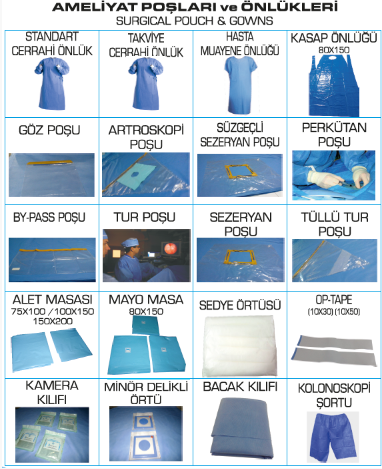 AMELİYAT POŞLARI ve ÖNLÜKLERİ
SURGICAL POUCH & GOWNS
STANDART
CERRAHİ ÖNLÜK
TAKVİYE
CERRAHİ ÖNLÜK
HASTA
MUAYENE ÖNLÜĞÜ
KASAP ÖNLÜĞÜ
80X150
GÖZ POŞU
ARTROSKOPİ
POŞU
SÜZGEÇLİ
SEZERYAN POŞU
PERKÜTAN
POŞU
BY-PASS POŞU
TUR POŞU
SEZERYAN
POŞU
TÜLLÜ TUR
POŞU
ALET MASASI
75X100 /100X150
150X200
MAYO MASA
80X150
SEDYE ÖRTÜSÜ
OP-TAPE
(10X30) (10X50)
KAMERA
KILIFI
MİNÖR DELİKLİ
ÖRTÜ
BACAK KILIFI
KOLONOSKOPİ
ŞORTU